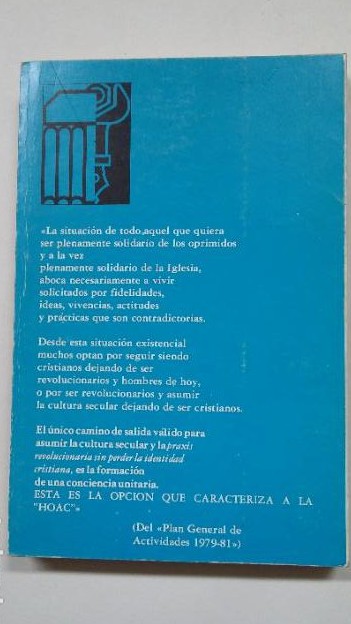 «La situación de todo,aquel que quiera
ser plenamente solidario de los oprimidos
y a la vez
plenamente solidario de la Iglesia,
aboca necesariamente a vivir
solicitados por fidelidades,
ideas, vivencias, actitudes
y prácticas que son contradictorias.
Desde esta situación existencial
muchos optan por seguir siendo
cristianos dejando de ser
revolucionarios y hombres de hoy,
o por ser revolucionarios y asumir
la cultura secular dejando de ser cristianos.
El único camino de salida válido para
asumir la cultura secular y la praxis
revolucionaria sin perder la identidad
cristiana, es la formación
de una conciencia unitaria.
ESTA ES LA OPCION QUE CARACTERIZA A LA
"HOAC"»
(Del «Plan General de
Actividades 1979-81»)